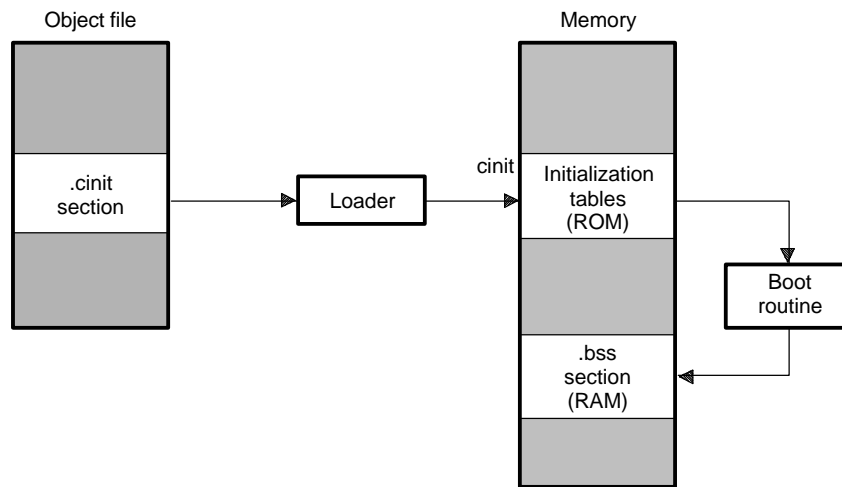 Object file
Memory
.cinit
section
Loader
cinit
Initialization
tables
(ROM)
Boot
routine
.bss
section
(RAM)